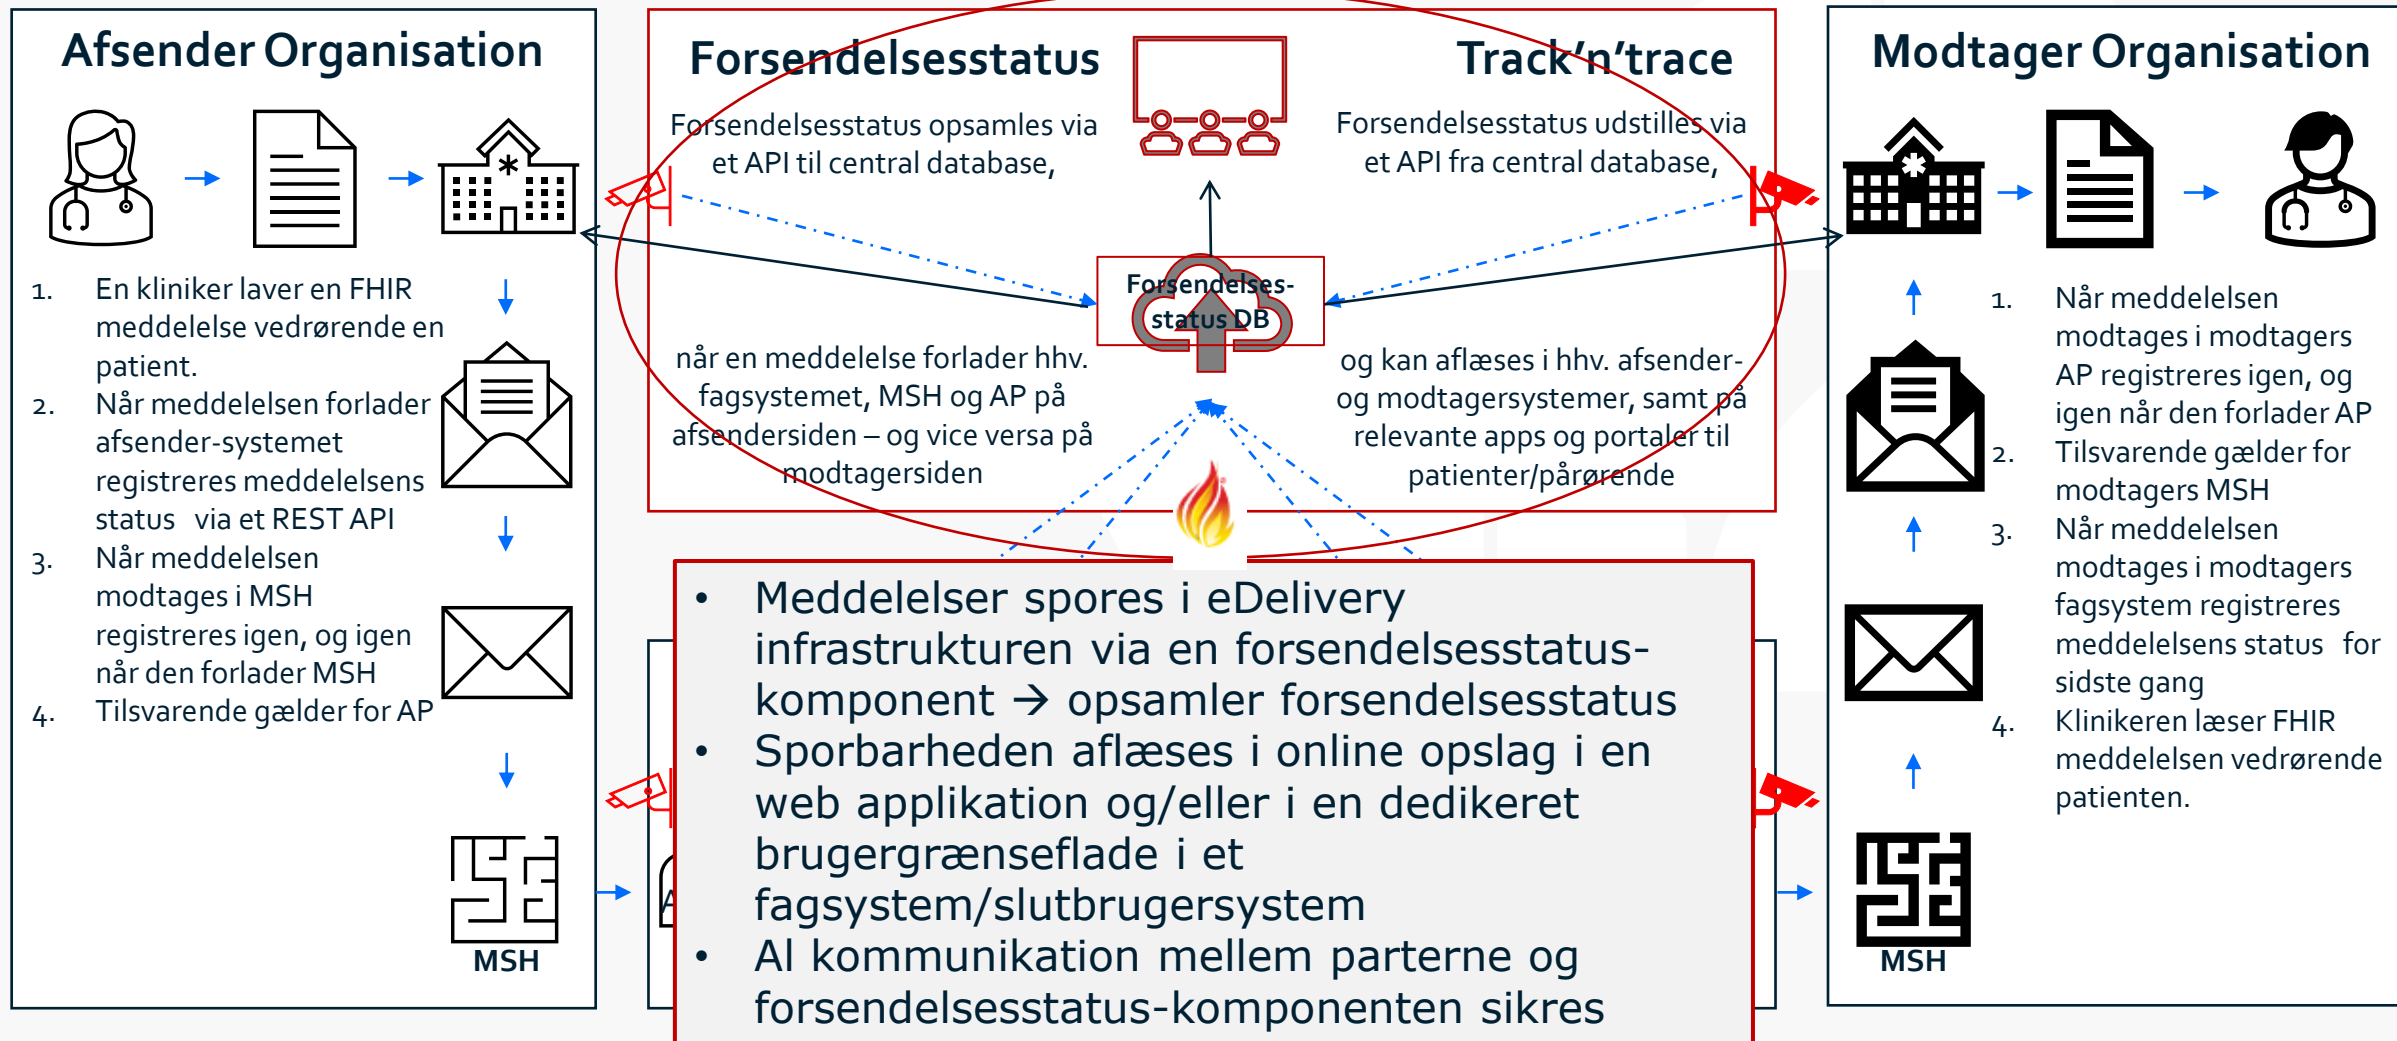 Afsender Organisation
1. En kliniker laver en FHIR
meddelelse vedrørende en
patient.
2. Når meddelelsen forlader
afsender-systemet
registreres meddelelsens
status via et REST API
3. Når meddelelsen
modtages i MSH
registreres igen, og igen
når den forlader MSH
4. Tilsvarende gælder for AP
MSH
Forsendelsesstatus
Forsendelsesstatus opsamles via
et API til central database,
når en meddelelse forlader hhv.
fagsystemet, MSH og AP på
afsendersiden – og vice versa på
modtagersiden
Forsendelses-
status DB
Track'n'trace
Forsendelsesstatus udstilles via
et API fra central database,
og kan aflæses i hhv. afsender-
og modtagersystemer, samt på
relevante apps og portaler til
patienter/pårørende
• Meddelelser spores i eDelivery
infrastrukturen via en forsendelsesstatus-
komponent → opsamler forsendelsesstatus
• Sporbarheden aflæses i online opslag i en
web applikation og/eller i en dedikeret
brugergrænseflade i et
fagsystem/slutbrugersystem
• Al kommunikation mellem parterne og
forsendelsesstatus-komponenten sikres
Modtager Organisation
1. Når meddelelsen
modtages i modtagers
AP registreres igen, og
igen når den forlader AP
2. Tilsvarende gælder for
modtagers MSH
3. Når meddelelsen
modtages i modtagers
fagsystem registreres
meddelelsens status for
sidste gang
4. Klinikeren læser FHIR
meddelelsen vedrørende
patienten.
MSH